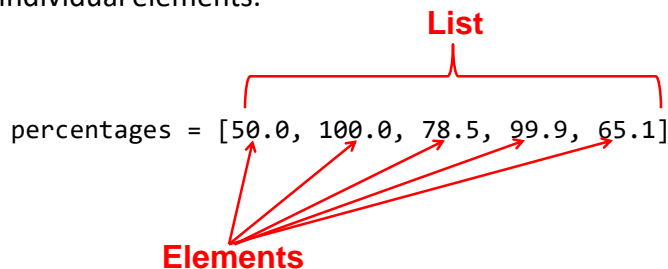 individual elements.
List
percentages = [50.0, 100.0, 78.5, 99.9, 65.1]
Elements